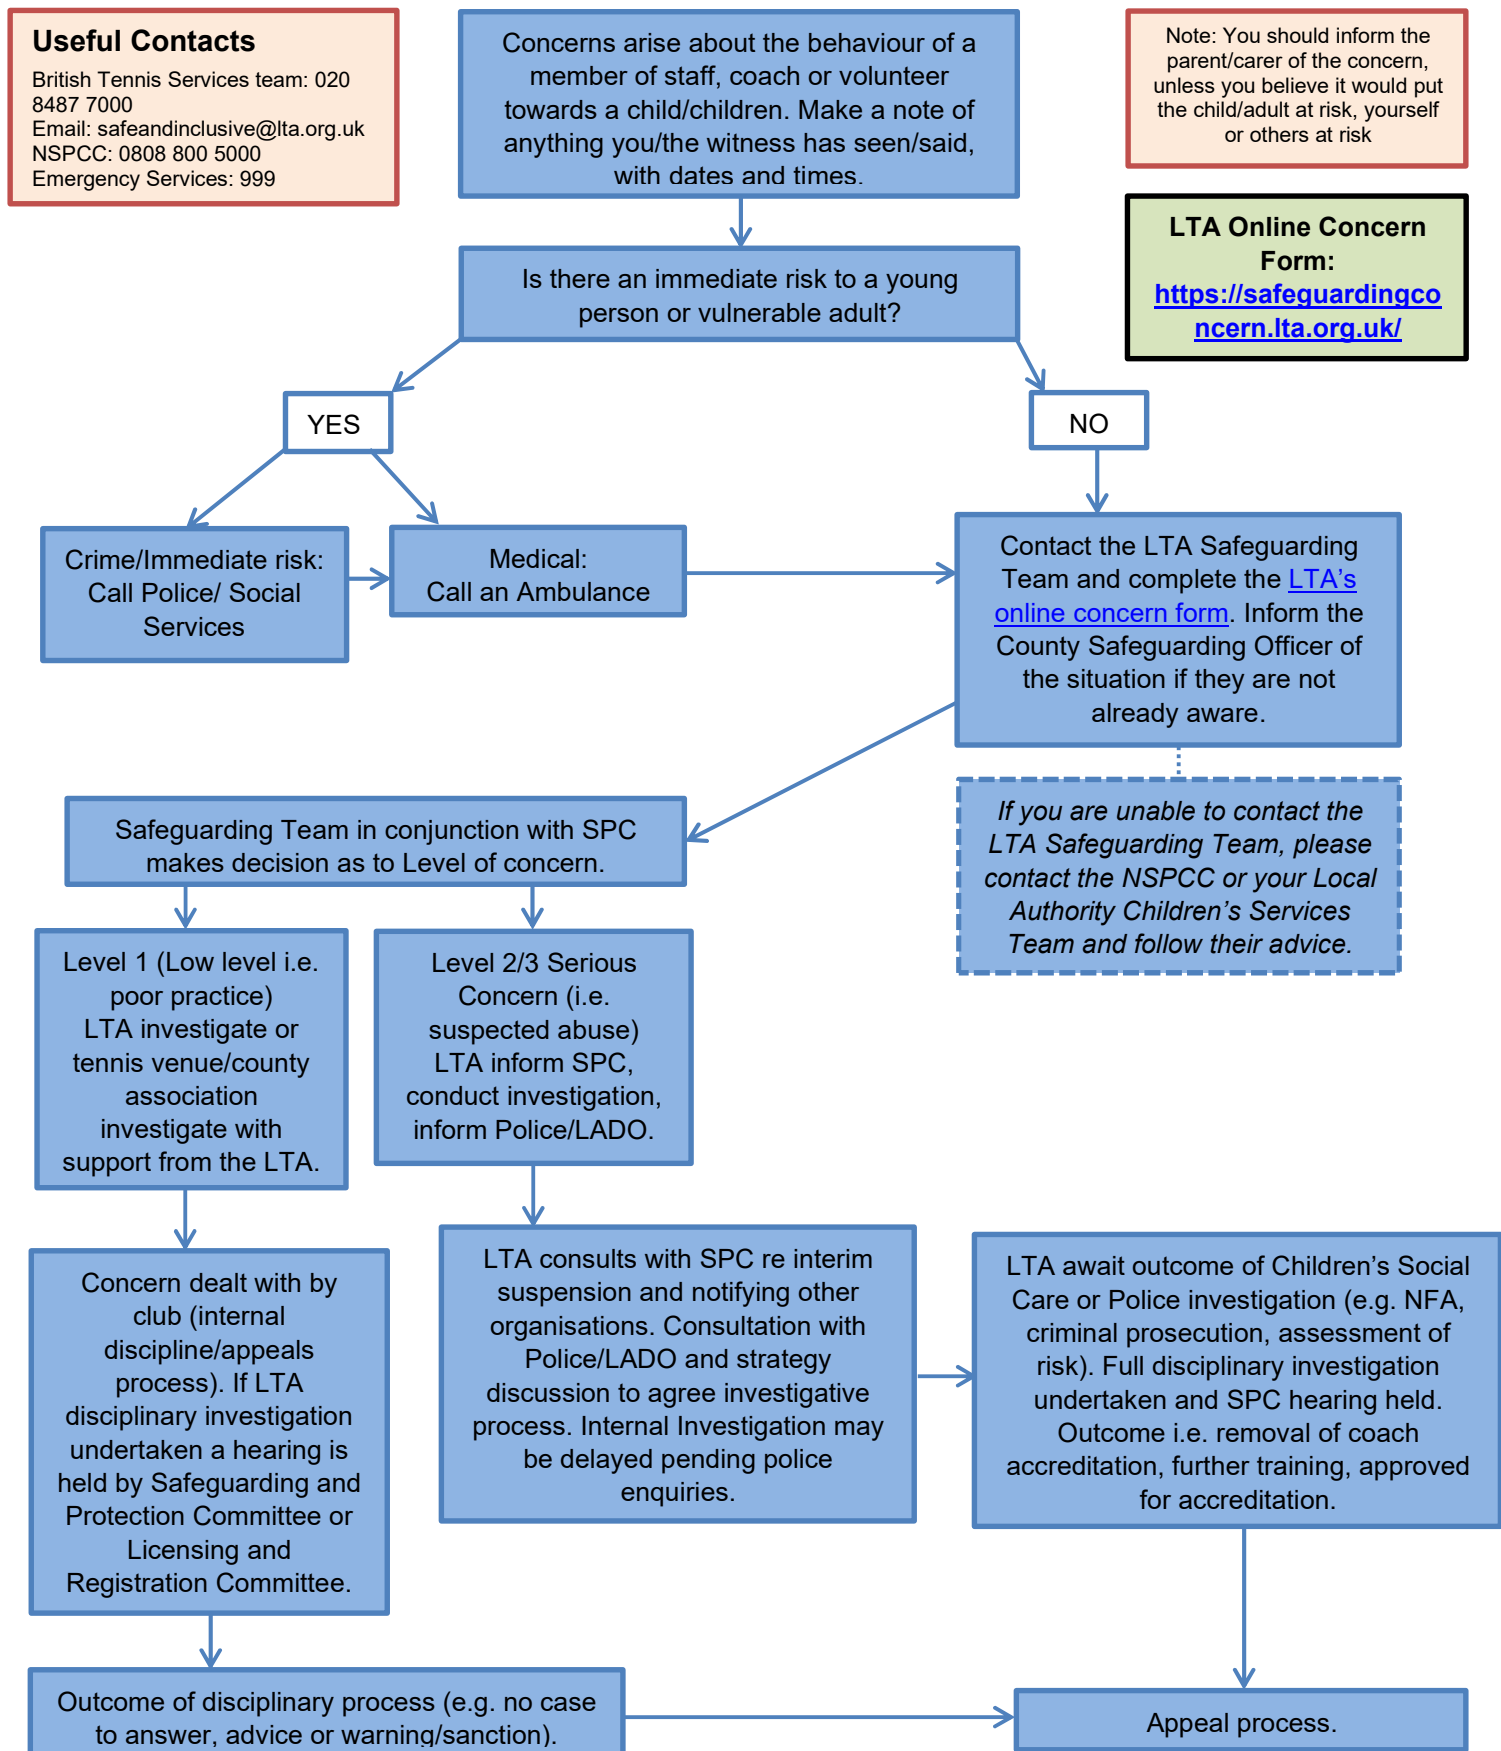 Useful Contacts
British Tennis Services team: 020
8487 7000
Email: safeandinclusive@lta.org.uk
NSPCC: 0808 800 5000
Emergency Services: 999
Concerns arise about the behaviour of a
member of staff, coach or volunteer
towards a child/children. Make a note of
anything you/the witness has seen/said,
with dates and times.
Note: You should inform the
parent/carer of the concern,
unless you believe it would put
the child/adult at risk, yourself
or others at risk
LTA Online Concern
Form:
https://safeguardingco
ncern.lta.org.uk/
Is there an immediate risk to a young
person or vulnerable adult?
YES
NO
Crime/Immediate risk:
Call Police/ Social
Services
Medical:
Call an Ambulance
Contact the LTA Safeguarding
Team and complete the LTA's
online concern form. Inform the
County Safeguarding Officer of
the situation if they are not
already aware.
If you are unable to contact the
LTA Safeguarding Team, please
contact the NSPCC or your Local
Authority Children's Services
Team and follow their advice.
Safeguarding Team in conjunction with SPC
makes decision as to Level of concern.
Level 1 (Low level i.e.
poor practice)
LTA investigate or
tennis venue/county
association
investigate with
support from the LTA.
Level 2/3 Serious
Concern (i.e.
suspected abuse)
LTA inform SPC,
conduct investigation,
inform Police/LADO.
Concern dealt with by
club (internal
discipline/appeals
process). If LTA
disciplinary investigation
undertaken a hearing is
held by Safeguarding and
Protection Committee or
Licensing and
Registration Committee.
LTA consults with SPC re interim
suspension and notifying other
organisations. Consultation with
Police/LADO and strategy
discussion to agree investigative
process. Internal Investigation may
be delayed pending police
enquiries.
LTA await outcome of Children's Social
Care or Police investigation (e.g. NFA,
criminal prosecution, assessment of
risk). Full disciplinary investigation
undertaken and SPC hearing held.
Outcome i.e. removal of coach
accreditation, further training, approved
for accreditation.
Outcome of disciplinary process (e.g. no case
to answer, advice or warning/sanction).
Appeal process.